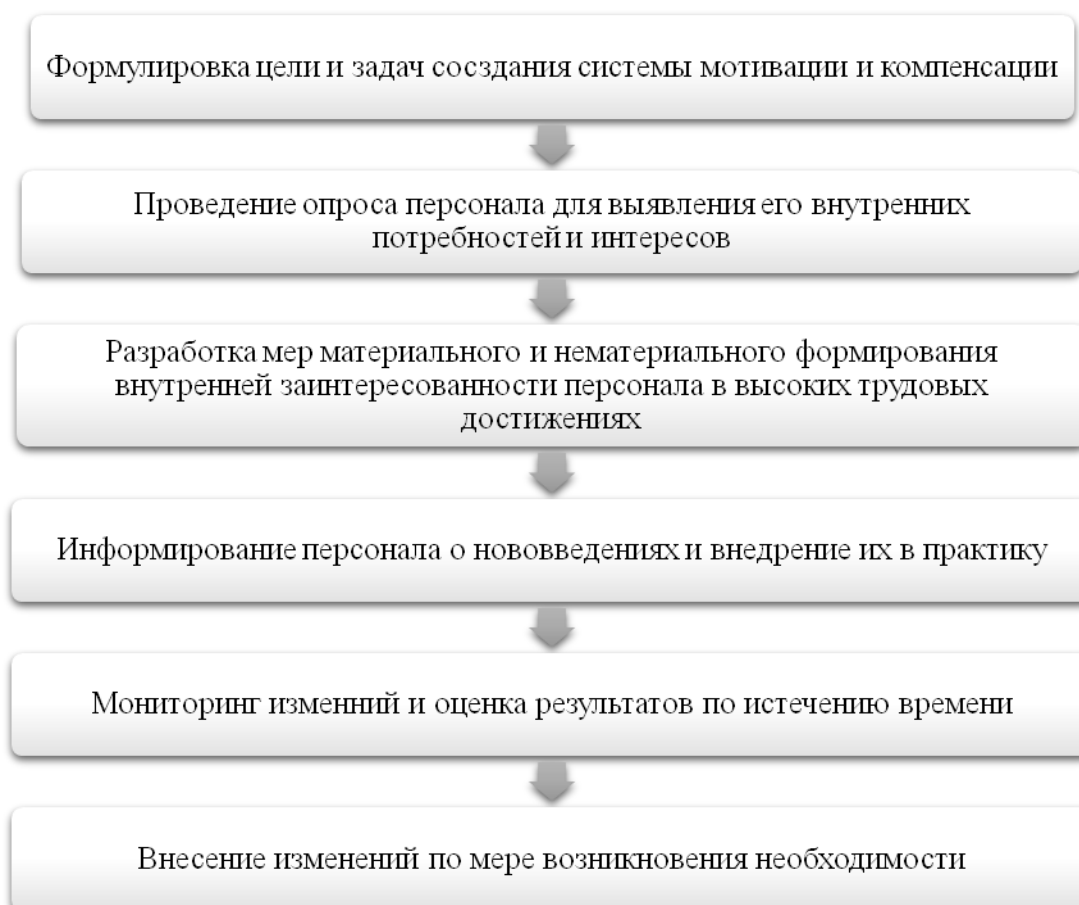 Формулировка цели и задач сосздания системы мотивации и компенсации
Проведение опроса персонала для выявления его внутренних
потребностей и интересов
Разработка мер материального и нематериального формирования
внутренней заинтересованности персонала в высоких трудовых
достижениях
Информирование персонала о нововведениях и внедрение их в практику
Мониторинг изменний и оценка результатов по истечению времени
Внесение изменений по мере возникновения необходимости